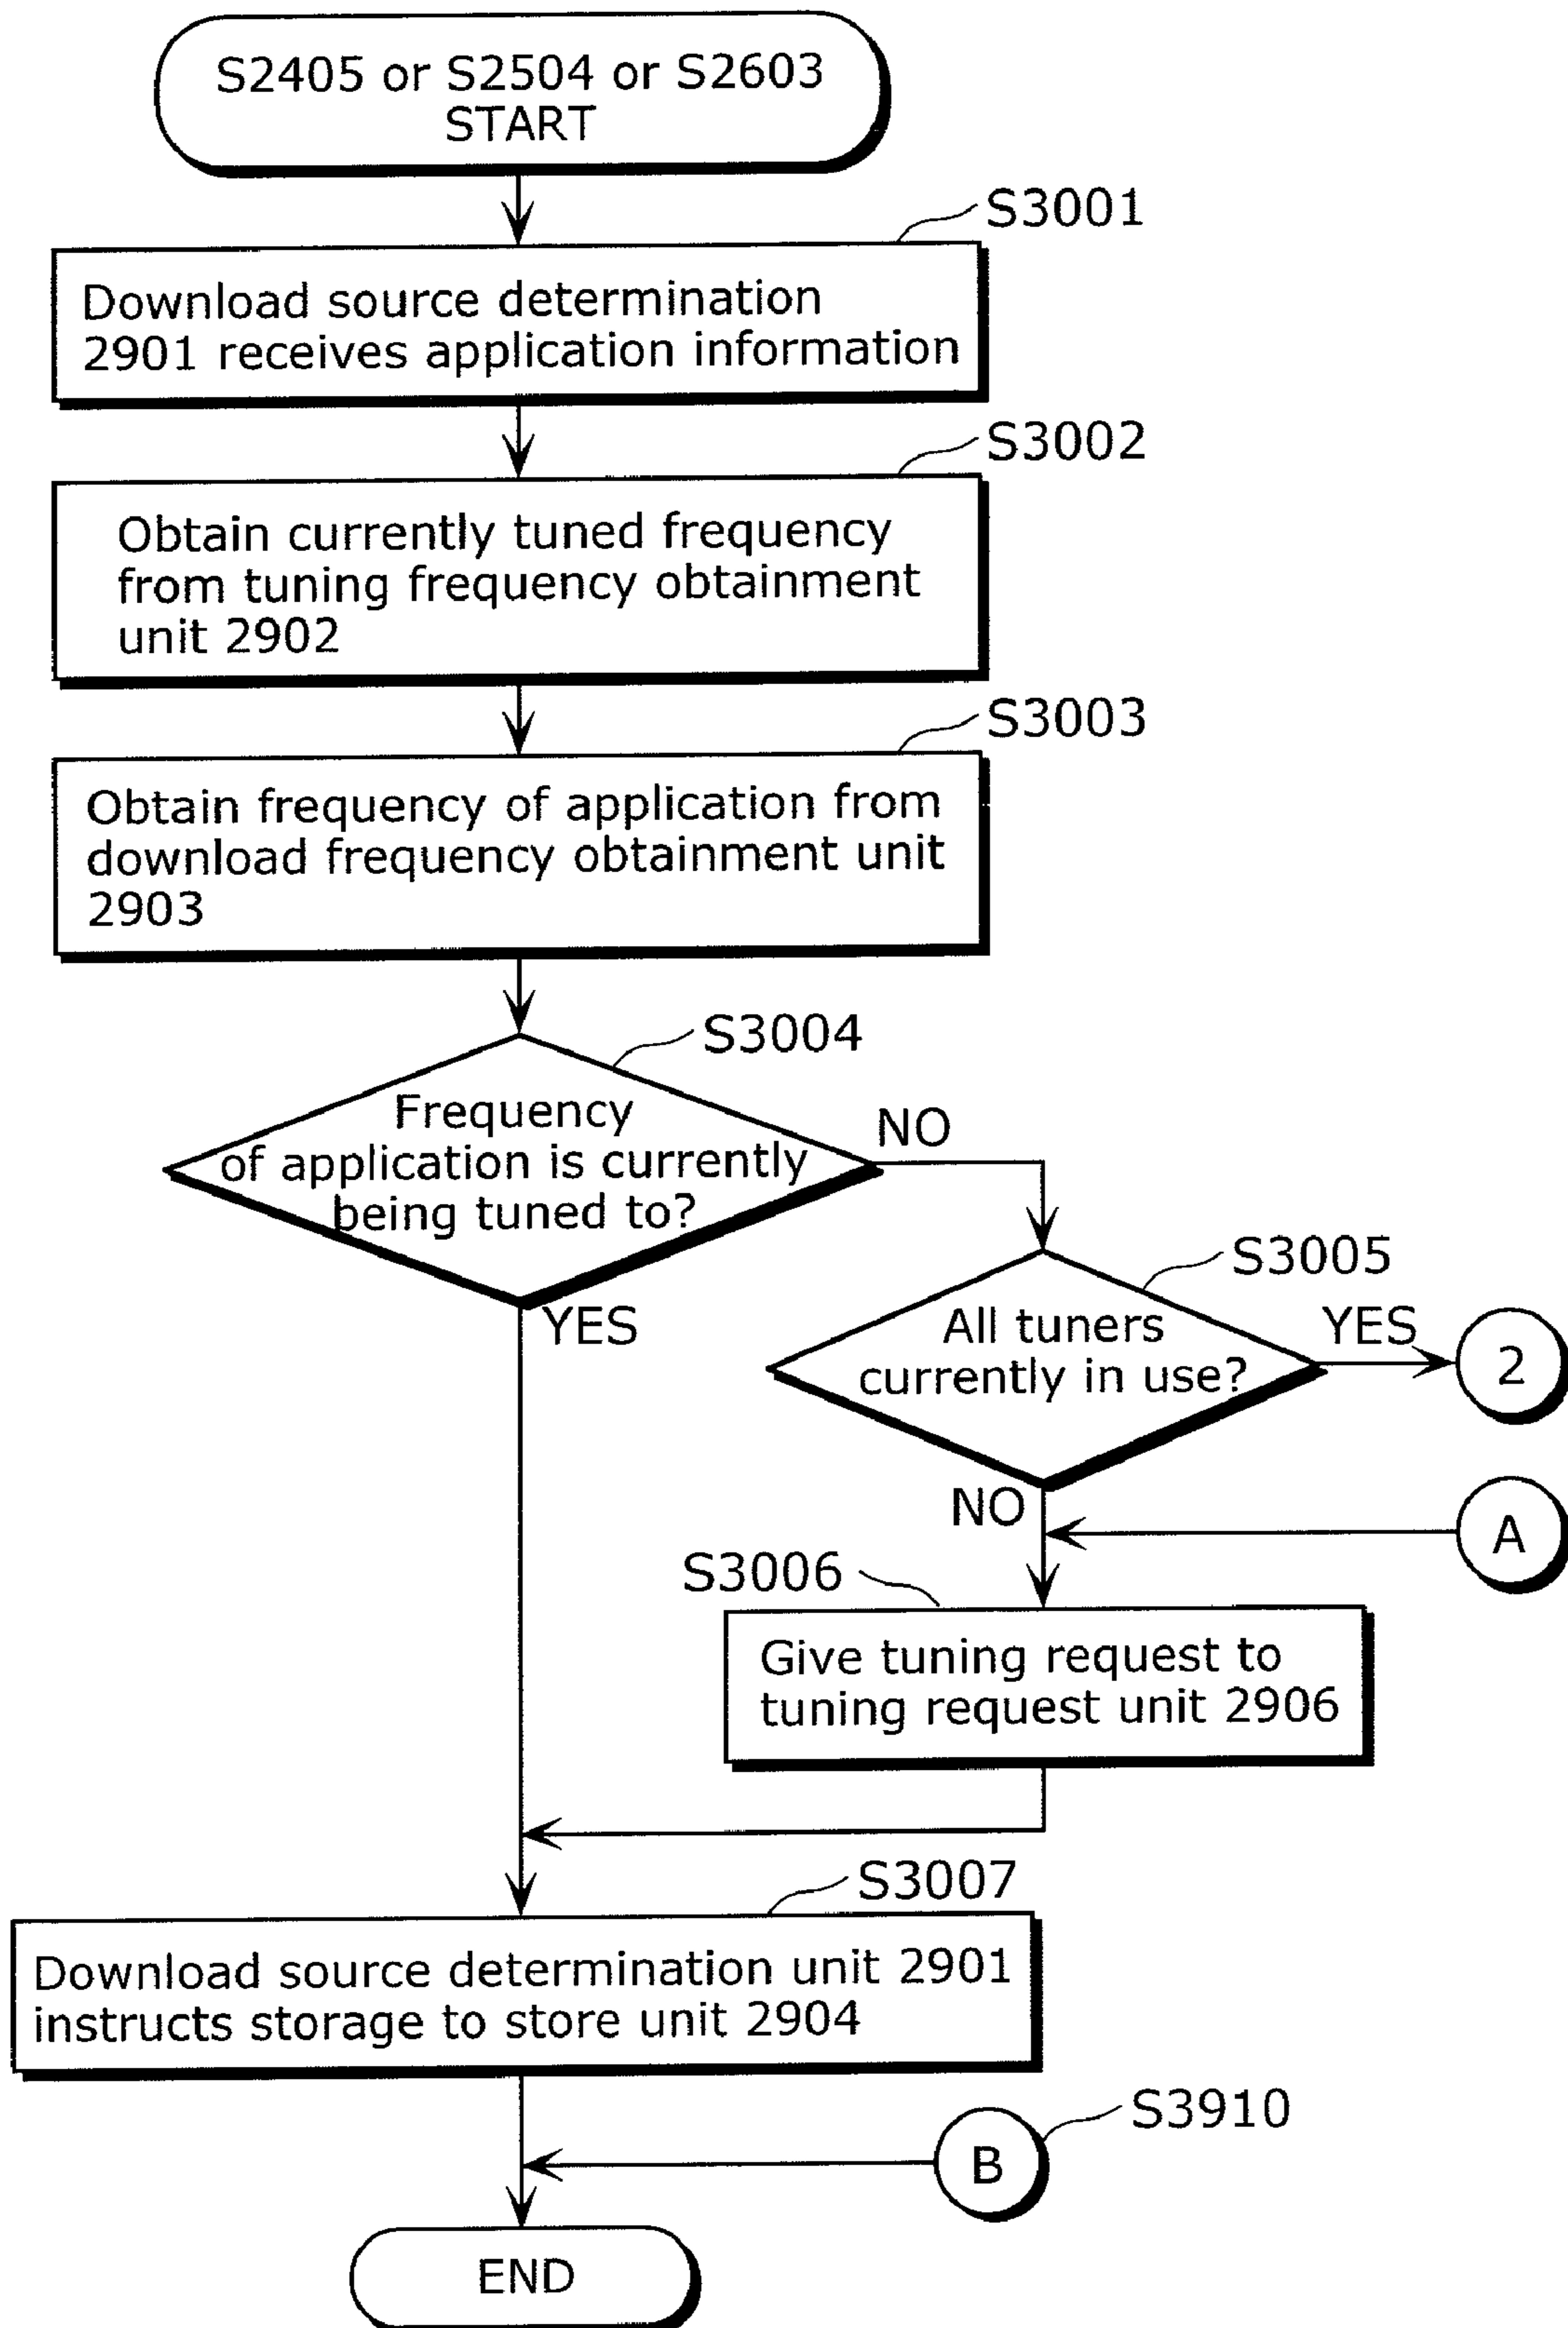 S2405 or S2504 or S2603
START
S3001
Download source determination
2901 receives application information
S3002
Obtain currently tuned frequency
from tuning frequency obtainment
unit 2902
S3003
Obtain frequency of application from
download frequency obtainment unit
2903
S3004
Frequency
of application is currently
being tuned to?
NO
YES
S3005
All tuners
currently in use?
YES
2
NO
A
S3006
Give tuning request to
tuning request unit 2906
S3007
Download source determination unit 2901
instructs storage to store unit 2904
S3910
B
END